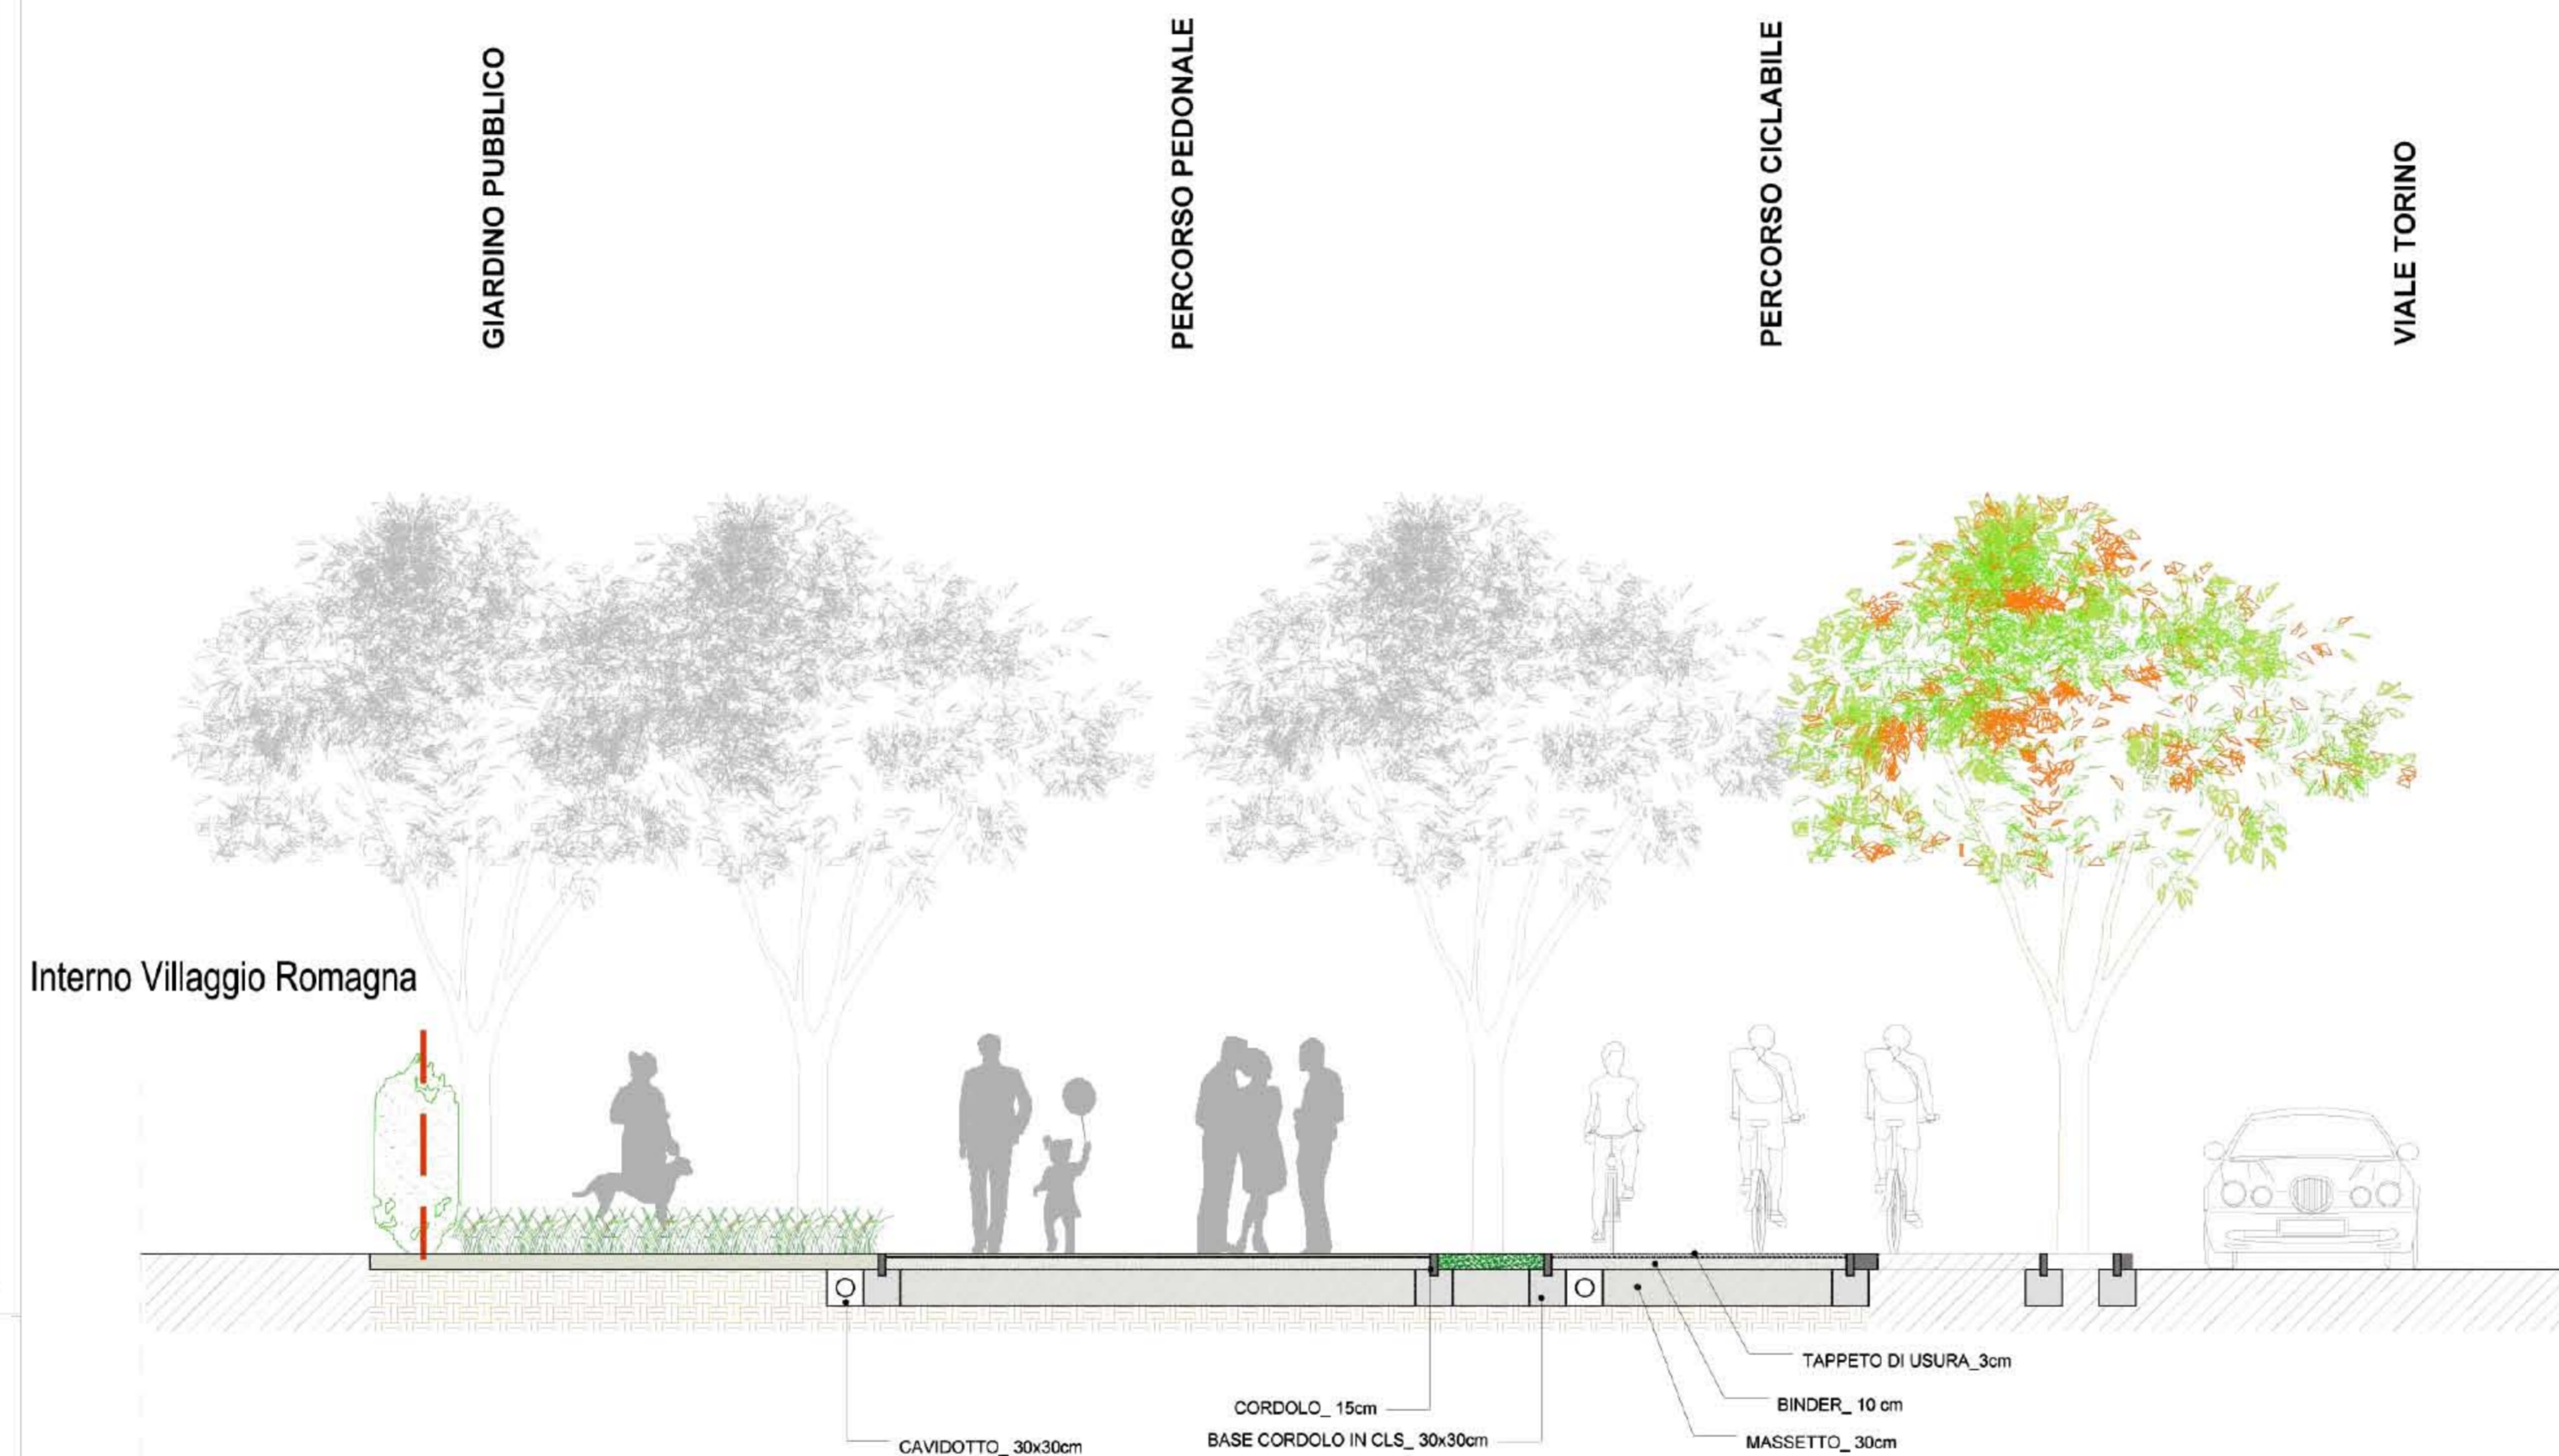 GIARDINO PUBBLICO
PERCORSO PEDONALE
PERCORSO CICLABILE
VIALE TORINO
Interno Villaggio Romagna
TAPPETO DI USURA_3cm
BINDER_ 10 cm
MASSETTO_ 30cm
CORDOLO_ 15cm
BASE CORDOLO IN CLS_ 30x30cm
CAVIDOTTO_ 30x30cm